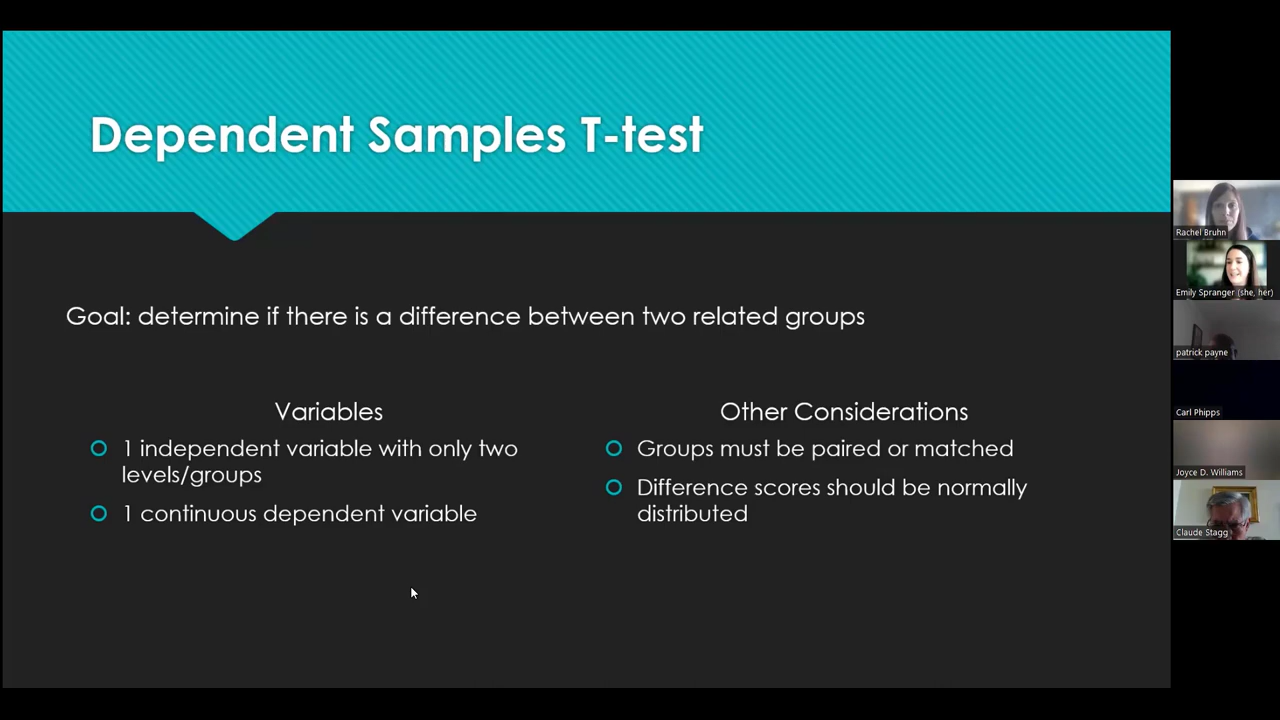 Dependent Samples T-test
Goal: determine if there is a difference between two related groups
Variables
1 independent variable with only two
levels/groups
1 continuous dependent variable
Other Considerations
Groups must be paired or matched
Difference scores should be normally
distributed
Rachel Bruhn
Emily Spranger (she, her)
patrick payne
Carl Phipps
Joyce D. Williams
Claude Stagg